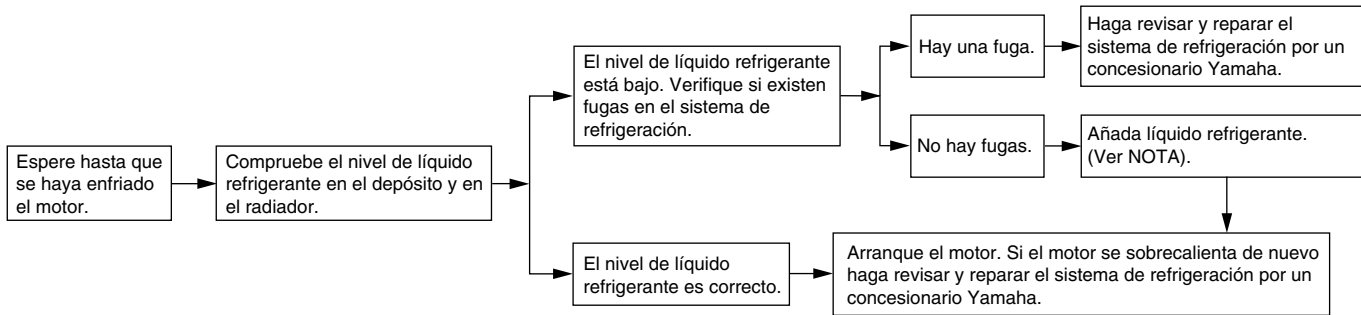 Espere hasta que
se haya enfriado
el motor.
Compruebe el nivel de líquido
refrigerante en el depósito y en
el radiador.
El nivel de líquido refrigerante
está bajo. Verifique si existen
fugas en el sistema de
refrigeración.
Hay una fuga.
Haga revisar y reparar el
sistema de refrigeración por un
concesionario Yamaha.
No hay fugas.
Añada líquido refrigerante.
(Ver NOTA).
El nivel de líquido
refrigerante es correcto.
Arranque el motor. Si el motor se sobrecalienta de nuevo
haga revisar y reparar el sistema de refrigeración por un
concesionario Yamaha.